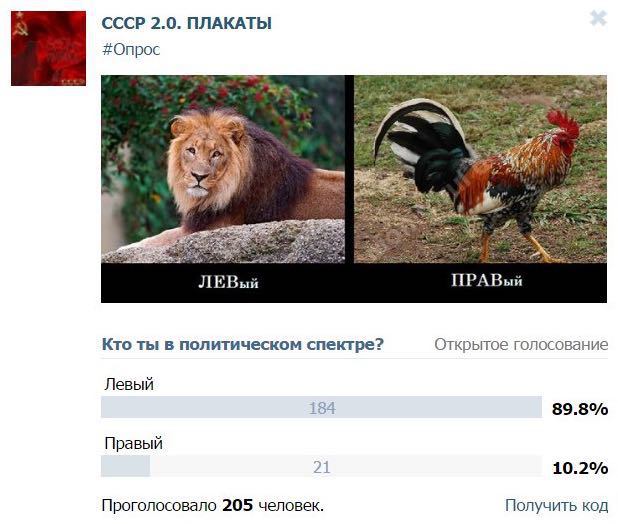 СССР 2.0. ПЛАКАТЫ
#Опрос
ЛЕВый
ПРАВый
Кто ты в политическом спектре?
Открытое голосование
Левый
184
89.8%
Правый
21
10.2%
Проголосовало 205 человек.
Получить код